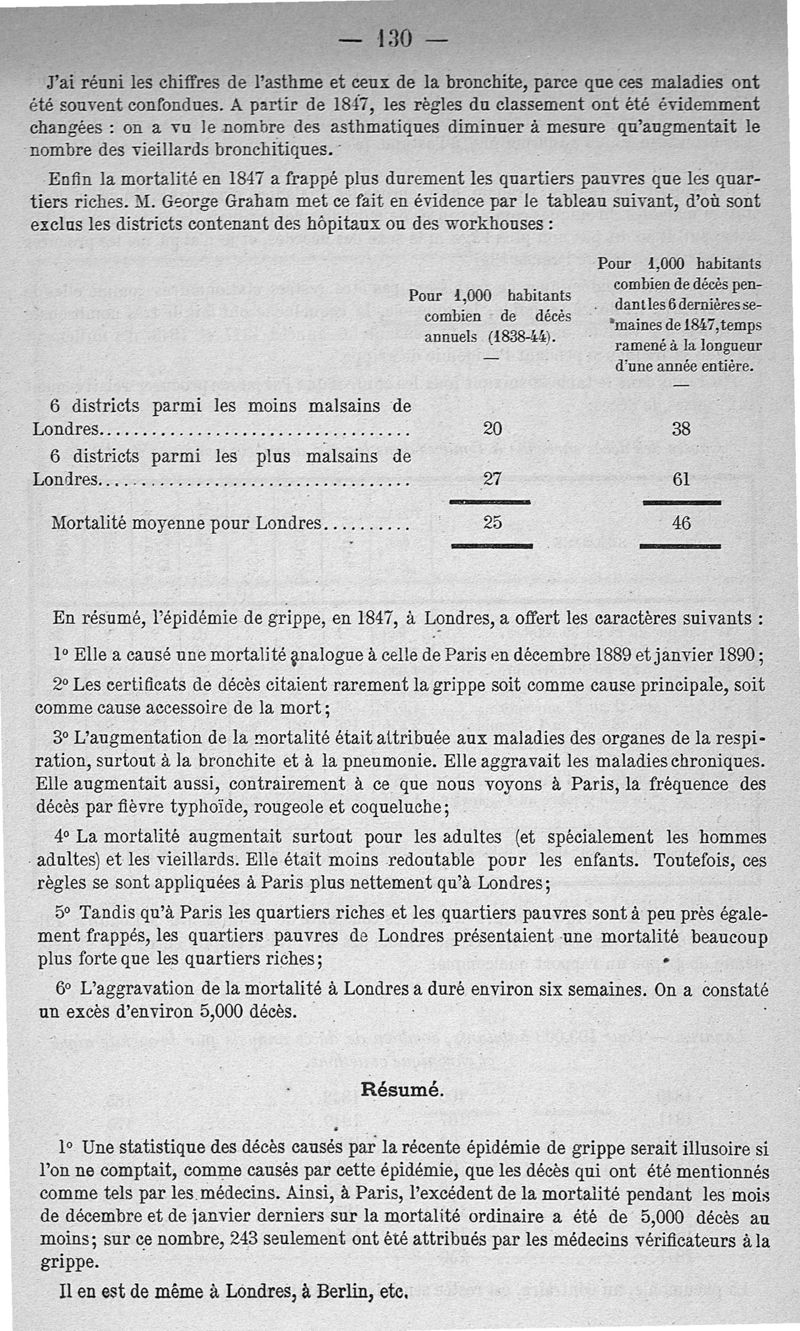 — 130 —
J'ai réuni les chiffres de l'asthme et ceux de la bronchite, parce que ces maladies ont
été souvent confondues. A partir de 1847, les règles du classement ont été évidemment
changées : on a vu le nombre des asthmatiques diminuer à mesure qu'augmentait le
nombre des vieillards bronchitiques.
Enfin la mortalité en 1847 a frappé plus durement les quartiers pauvres que les quar-
tiers riches. M. George Graham met ce fait en évidence par le tableau suivant, d'où sont
exclus les districts contenant des hôpitaux ou des workhouses :
Pour 1,000 habitants
combien de décès
annuels (1838-44).
Pour 1,000 habitants
combien de décès pen-
dant les 6 dernières se-
maines de 1847, temps
ramené à la longueur
d'une année entière.
6 districts parmi les moins malsains de
Londres.................................. 20 38
6 districts parmi les plus malsains de
Londres.................................. 27 61
Mortalité moyenne pour Londres.......... 25 46
En résumé, l'épidémie de grippe, en 1847, à Londres, a offert les caractères suivants :
1º Elle a causé une mortalité analogue à celle de Paris en décembre 1889 et janvier 1890;
2º Les certificats de décès citaient rarement la grippe soit comme cause principale, soit
comme cause accessoire de la mort;
3º L'augmentation de la mortalité était attribuée aux maladies des organes de la respi-
ration, surtout à la bronchite et à la pneumonie. Elle aggravait les maladies chroniques.
Elle augmentait aussi, contrairement à ce que nous voyons à Paris, la fréquence des
décès par fièvre typhoïde, rougeole et coqueluche;
4º La mortalité augmentait surtout pour les adultes (et spécialement les hommes
adultes) et les vieillards. Elle était moins redoutable pour les enfants. Toutefois, ces
règles se sont appliquées à Paris plus nettement qu'à Londres;
5º Tandis qu'à Paris les quartiers riches et les quartiers pauvres sont à peu près égale-
ment frappés, les quartiers pauvres de Londres présentaient une mortalité beaucoup
plus forte que les quartiers riches;
6º L'aggravation de la mortalité à Londres a duré environ six semaines. On a constaté
un excès d'environ 5,000 décès.
Résumé.
1º Une statistique des décès causés par la récente épidémie de grippe serait illusoire si
l'on ne comptait, comme causés par cette épidémie, que les décès qui ont été mentionnés
comme tels par les médecins. Ainsi, à Paris, l'excédent de la mortalité pendant les mois
de décembre et de janvier derniers sur la mortalité ordinaire a été de 5,000 décès au
moins; sur ce nombre, 243 seulement ont été attribués par les médecins vérificateurs à la
grippe.
Il en est de même à Londres, à Berlin, etc.